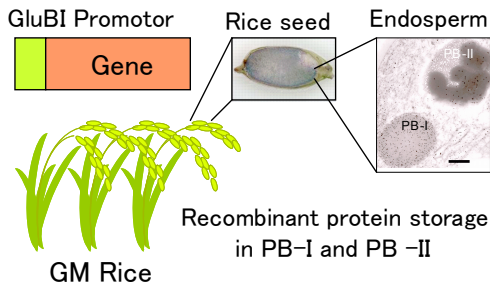 GluBI Promotor
Rice seed
Endosperm
Gene
PB-II
PB-I
Recombinant protein storage
in PB-I and PB -II
GM Rice